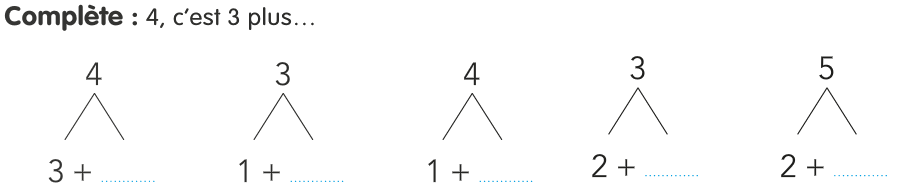 Complète : 4, c'est 3 plus...
4 3 4 3 5
3 + ............. 1 + ............. 1 + ............. 2 + ............. 2 + .............